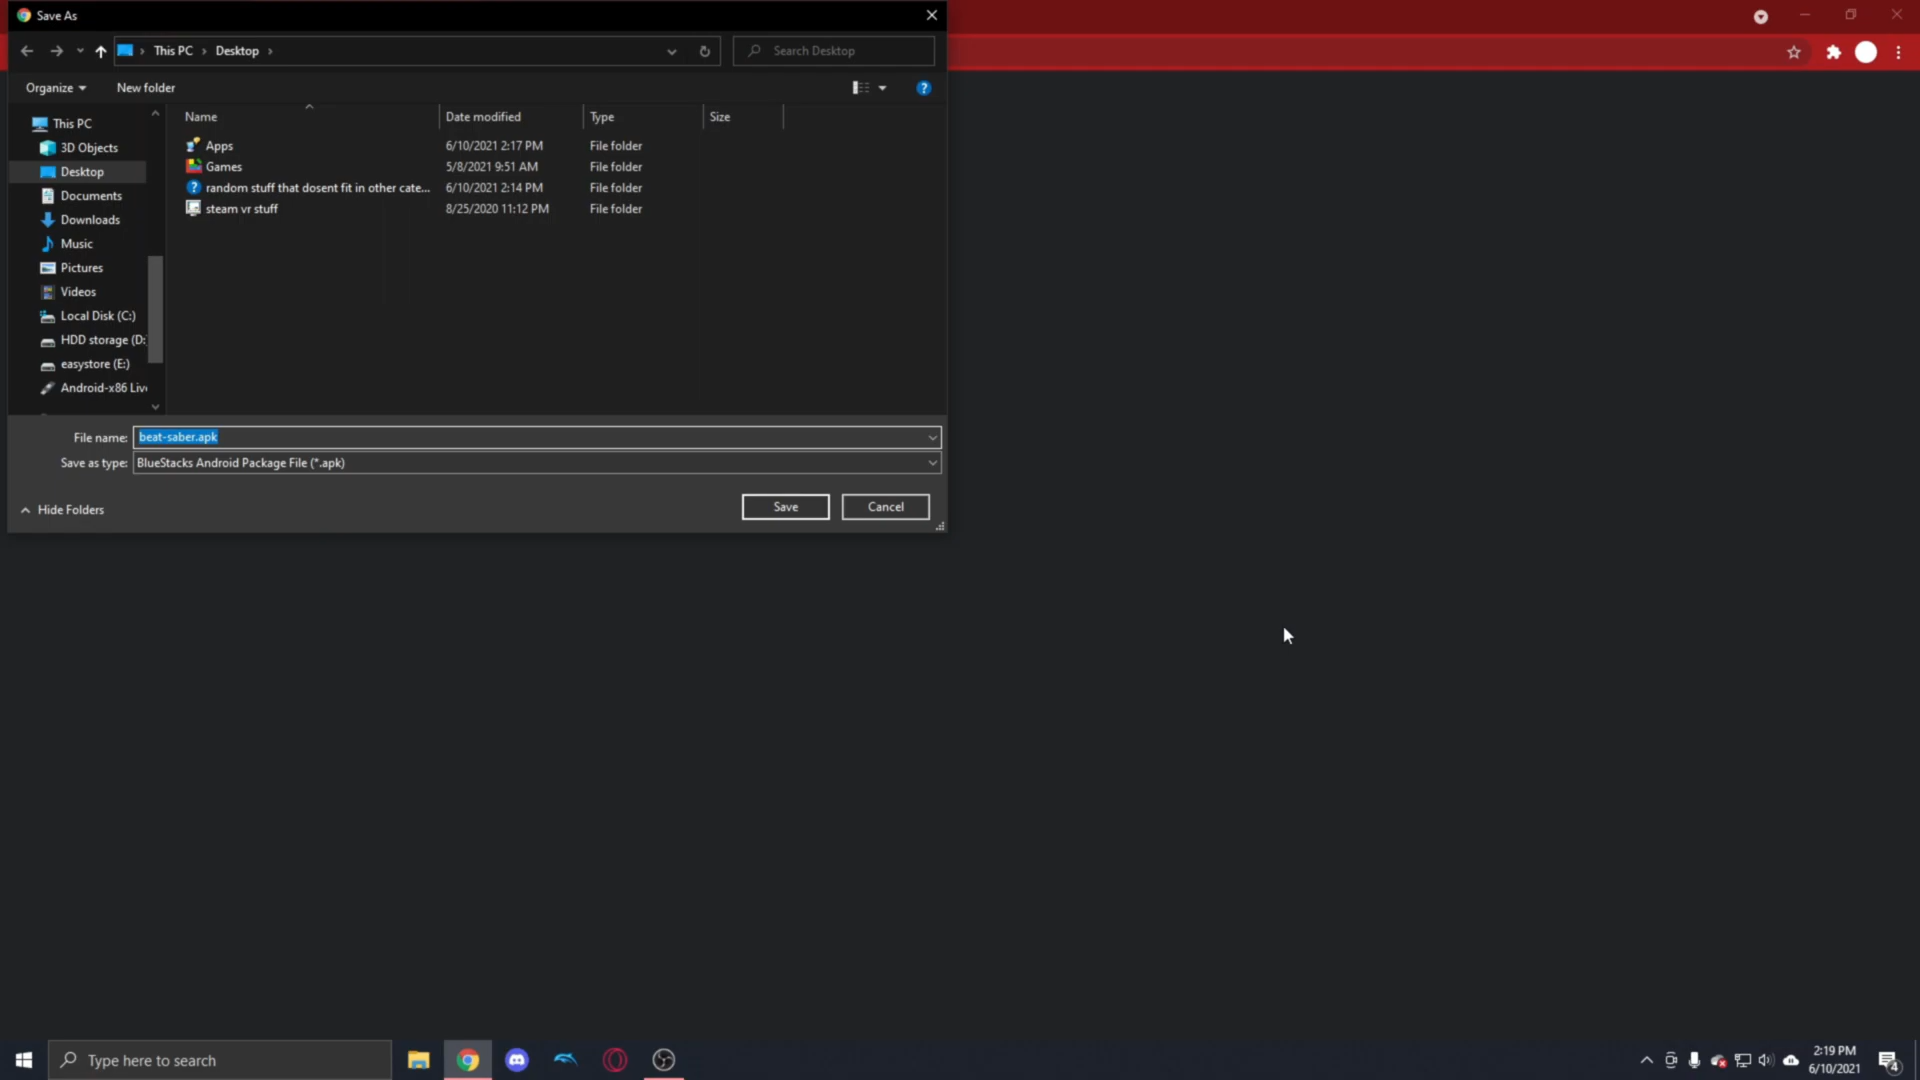 Save As
This PC
Desktop
Search Desktop
Organize
New folder
Name
Date modified
Type
Size
This PC
3D Objects
Desktop
Documents
Downloads
Music
Pictures
Videos
Local Disk (C:)
HDD storage (D:
easystore (E:)
Android-x86 Liv
Apps
6/10/2021 2:17 PM
File folder
Games
5/8/2021 9:51 AM
File folder
random stuff that dosent fit in other cate...
6/10/2021 2:14 PM
File folder
steam vr stuff
8/25/2020 11:12 PM
File folder
File name:
beat-saber.apk
Save as type:
BlueStacks Android Package File (*.apk)
Hide Folders
Save
Cancel
Type here to search
2:19 PM
6/10/2021
4